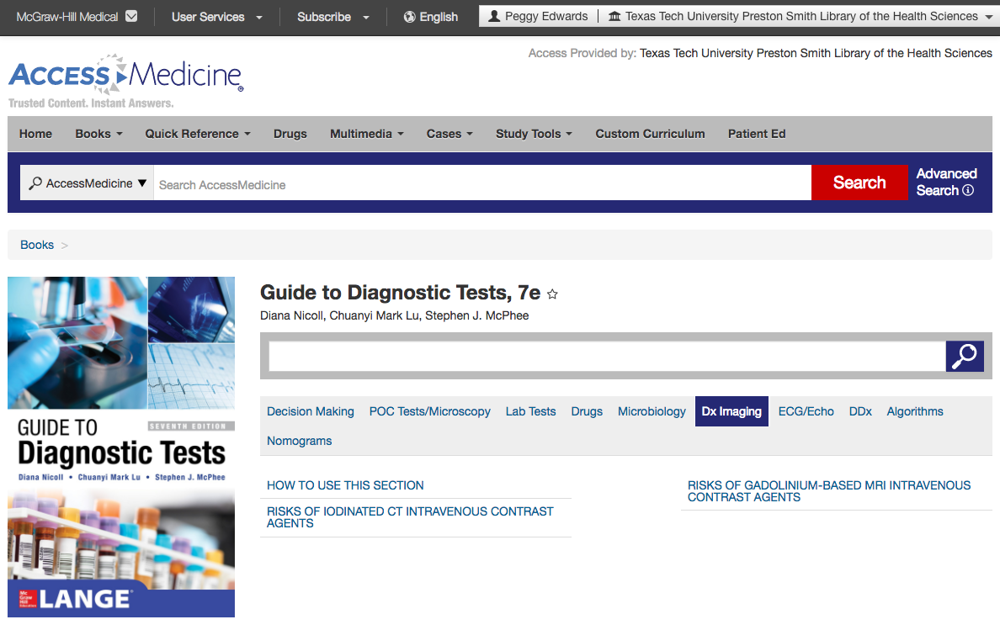 McGraw-Hill Medical User Services Subscribe English Peggy Edwards | Texas Tech University Preston Smith Library of the Health Sciences
Access Provided by: Texas Tech University Preston Smith Library of the Health Sciences
ACCESS Medicine®
Trusted Content. Instant Answers.
Home Books Quick Reference Drugs Multimedia Cases Study Tools Custom Curriculum Patient Ed
AccessMedicine Search AccessMedicine Search Advanced
Search
Books >
Guide to Diagnostic Tests, 7e
Diana Nicoll, Chuanyi Mark Lu, Stephen J. McPhee
Decision Making POC Tests/Microscopy Lab Tests Drugs Microbiology Dx Imaging ECG/Echo DDx Algorithms
Nomograms
HOW TO USE THIS SECTION
RISKS OF IODINATED CT INTRAVENOUS CONTRAST
AGENTS
RISKS OF GADOLINIUM-BASED MRI INTRAVENOUS
CONTRAST AGENTS
GUIDE TO
SEVENTH EDITION
Diagnostic Tests
Diana Nicoll • Chuanyi Mark Lu • Stephen J. McPhee
Mc
Graw
Hill
Education
LANGE®